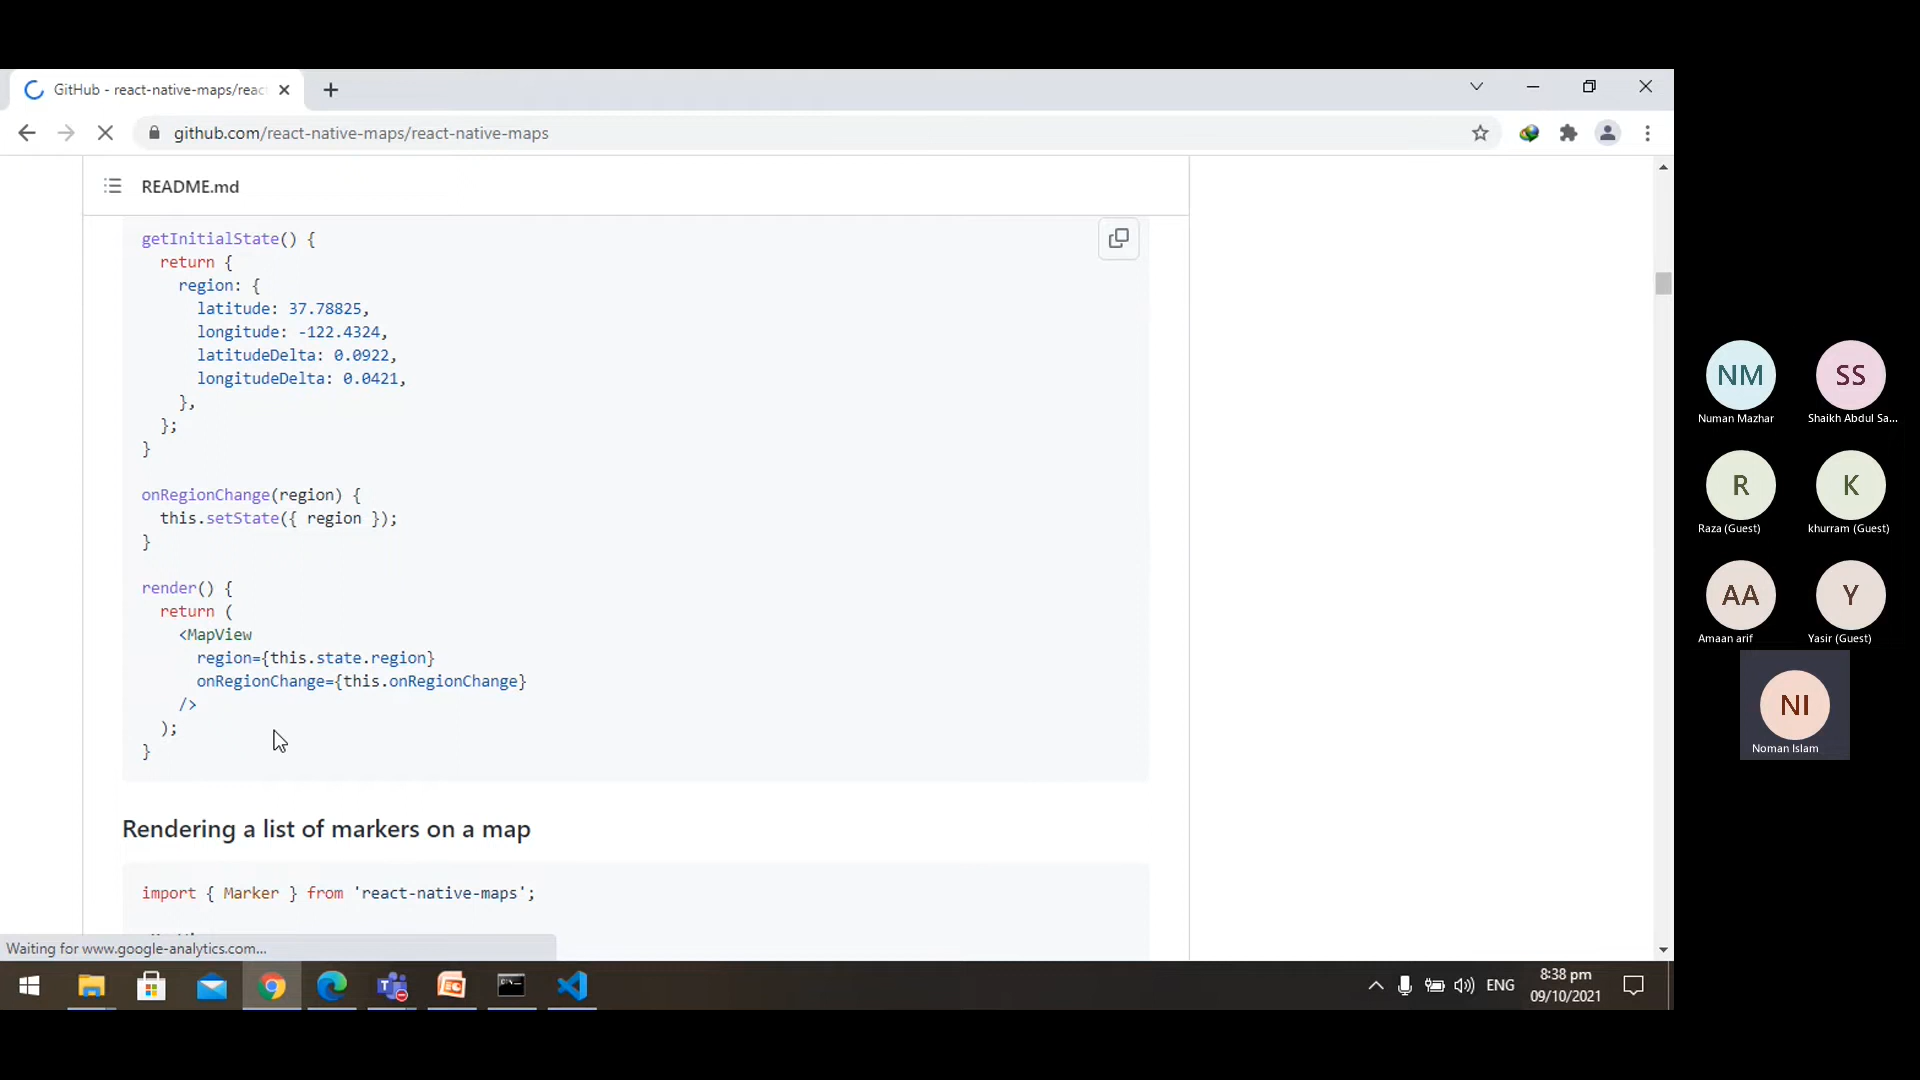 GitHub - react-native-maps/reac
github.com/react-native-maps/react-native-maps
README.md
getInitialState() {
return {
region: {
latitude: 37.78825,
longitude: -122.4324,
latitudeDelta: 0.0922,
longitudeDelta: 0.0421,
},
};
}
onRegionChange(region) {
this.setState({ region });
}
render() {
return (
<MapView
region={this.state.region}
onRegionChange={this.onRegionChange}
/>
);
}
Rendering a list of markers on a map
import { Marker } from 'react-native-maps';
Waiting for www.google-analytics.com...
ENG
8:38 pm
09/10/2021
NM
Numan Mazhar
SS
Shaikh Abdul Sa...
R
Raza (Guest)
K
khurram (Guest)
AA
Amaan arif
Y
Yasir (Guest)
NI
Noman Islam